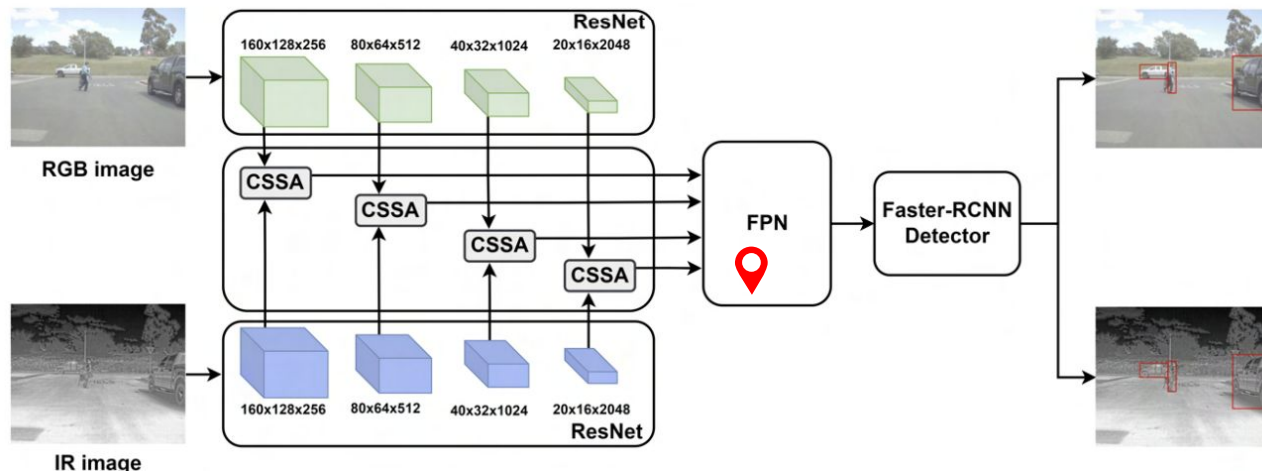 ResNet
160x128x256
80x64x512
40x32x1024
20x16x2048
RGB image
CSSA
CSSA
CSSA
CSSA
FPN
Faster-RCNN
Detector
160x128x256
80x64x512
40x32x1024
20x16x2048
ResNet
IR image